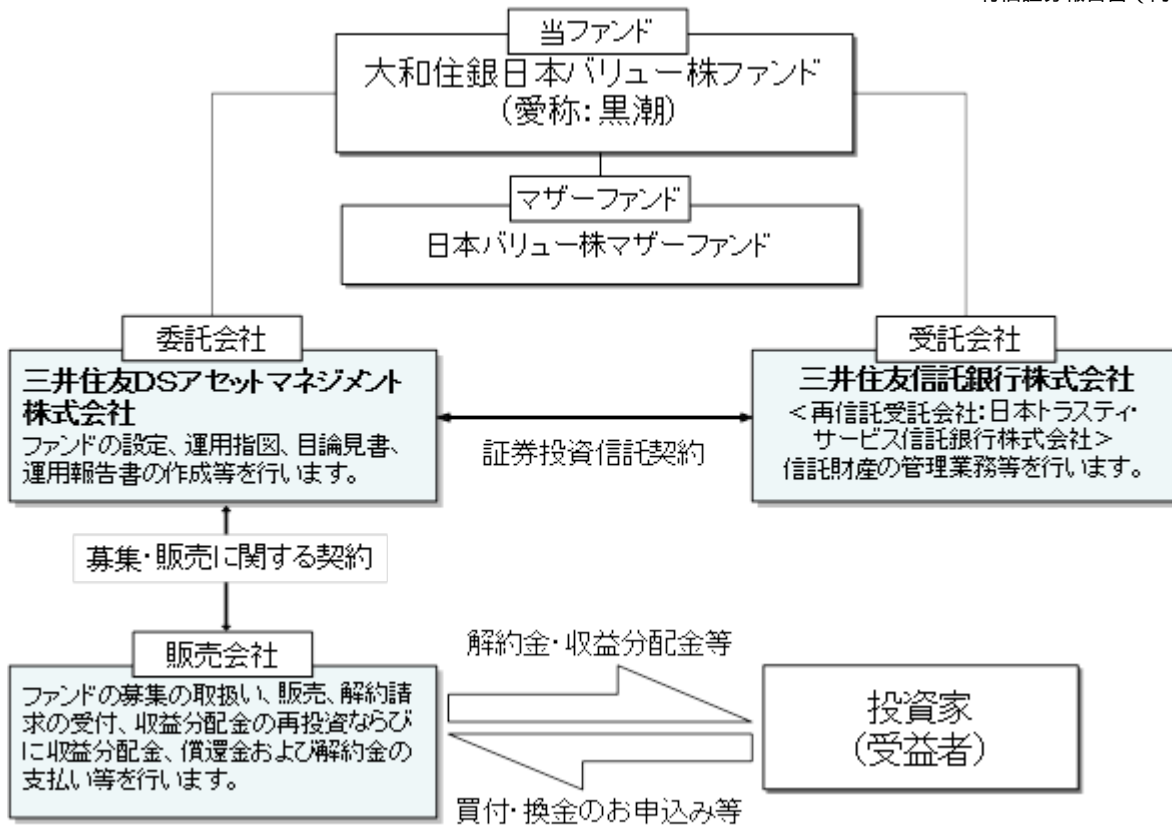 当ファンド
大和住銀日本バリュー株ファンド
(愛称:黒潮)
マザーファンド
日本バリュー株マザーファンド
委託会社
三井住友DSアセットマネジメント
株式会社
ファンドの設定、運用指図、目論見書、
運用報告書の作成等を行います。
証券投資信託契約
受託会社
三井住友信託銀行株式会社
<再信託受託会社:日本トラスティ・
サービス信託銀行株式会社>
信託財産の管理業務等を行います。
募集・販売に関する契約
販売会社
ファンドの募集の取扱い、販売、解約請
求の受付、収益分配金の再投資ならび
に収益分配金、償還金および解約金の
支払い等を行います。
解約金・収益分配金等
買付・換金のお申込み等
投資家
(受益者)